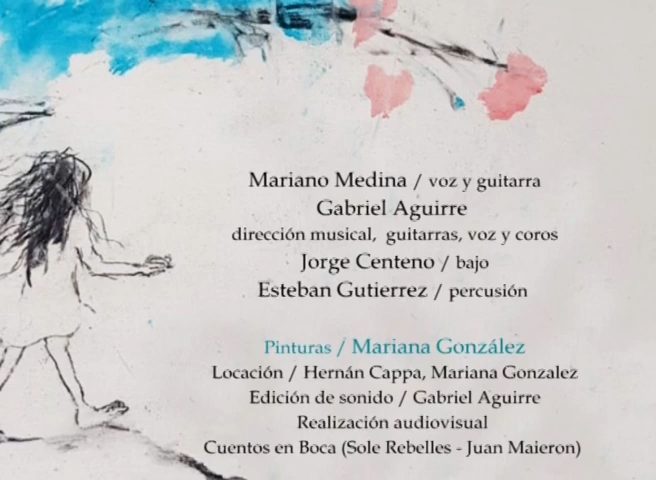 Mariano Medina / voz y guitarra
Gabriel Aguirre
dirección musical, guitarras, voz y coros
Jorge Centeno / bajo
Esteban Gutierrez / percusión
Pinturas / Mariana González
Locación / Hernán Cappa, Mariana Gonzalez
Edición de sonido / Gabriel Aguirre
Realización audiovisual
Cuentos en Boca (Sole Rebelles - Juan Maieron)